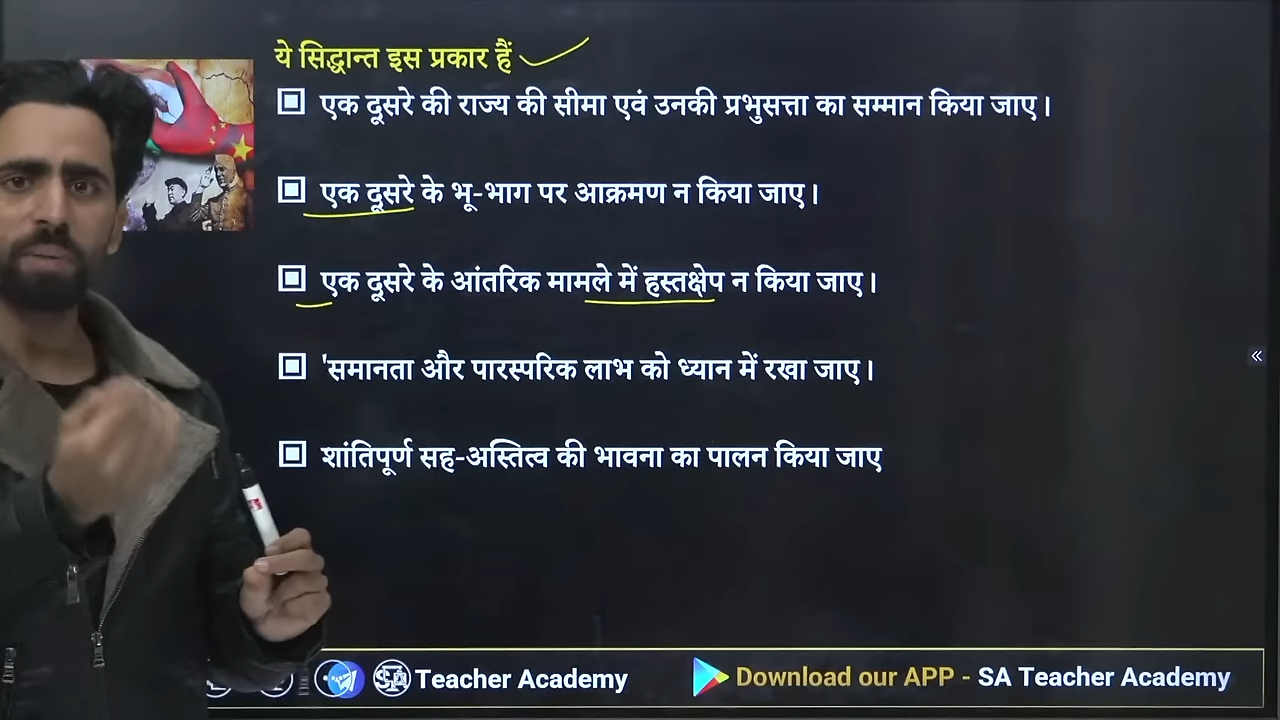 ये सिद्धान्त इस प्रकार हैं
एक दूसरे की राज्य की सीमा एवं उनकी प्रभुसत्ता का सम्मान किया जाए।
एक दूसरे के भू-भाग पर आक्रमण न किया जाए।
एक दूसरे के आंतरिक मामले में हस्तक्षेप न किया जाए।
'समानता और पारस्परिक लाभ को ध्यान में रखा जाए।
शांतिपूर्ण सह-अस्तित्व की भावना का पालन किया जाए
Teacher Academy
Download our APP - SA Teacher Academy